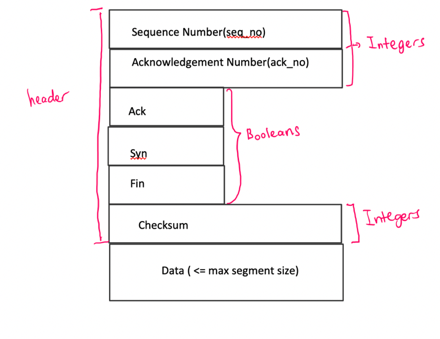 Sequence Number(seq_no)
Integers
Acknowledgement Number(ack_no)
header
Ack
Booleans
Syn
Fin
Checksum
Integers
Data ( <= max segment size)